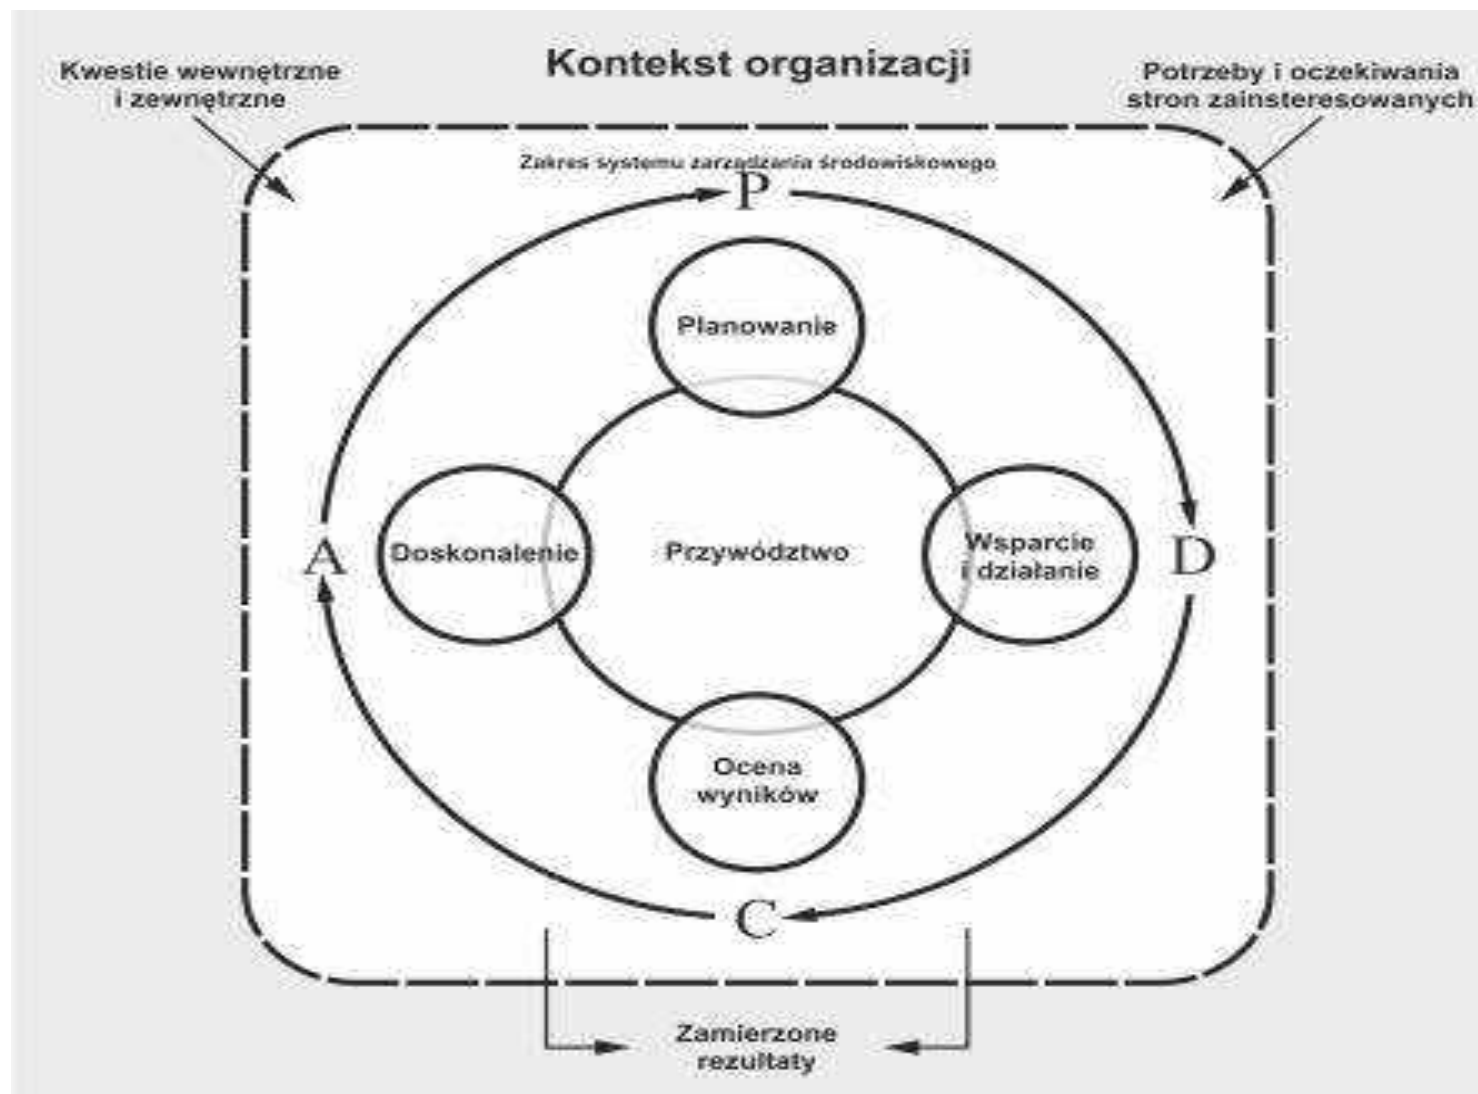 Kontekst organizacji
Kwestie wewnętrzne
i zewnętrzne
Potrzeby i oczekiwania
stron zainsteresowanych
Zakres systemu zarządzania środowiskowego
P
Planowanie
A
Doskonalenie
Przywództwo
Wsparcie
i działanie
D
Ocena
wyników
C
Zamierzone
rezultaty